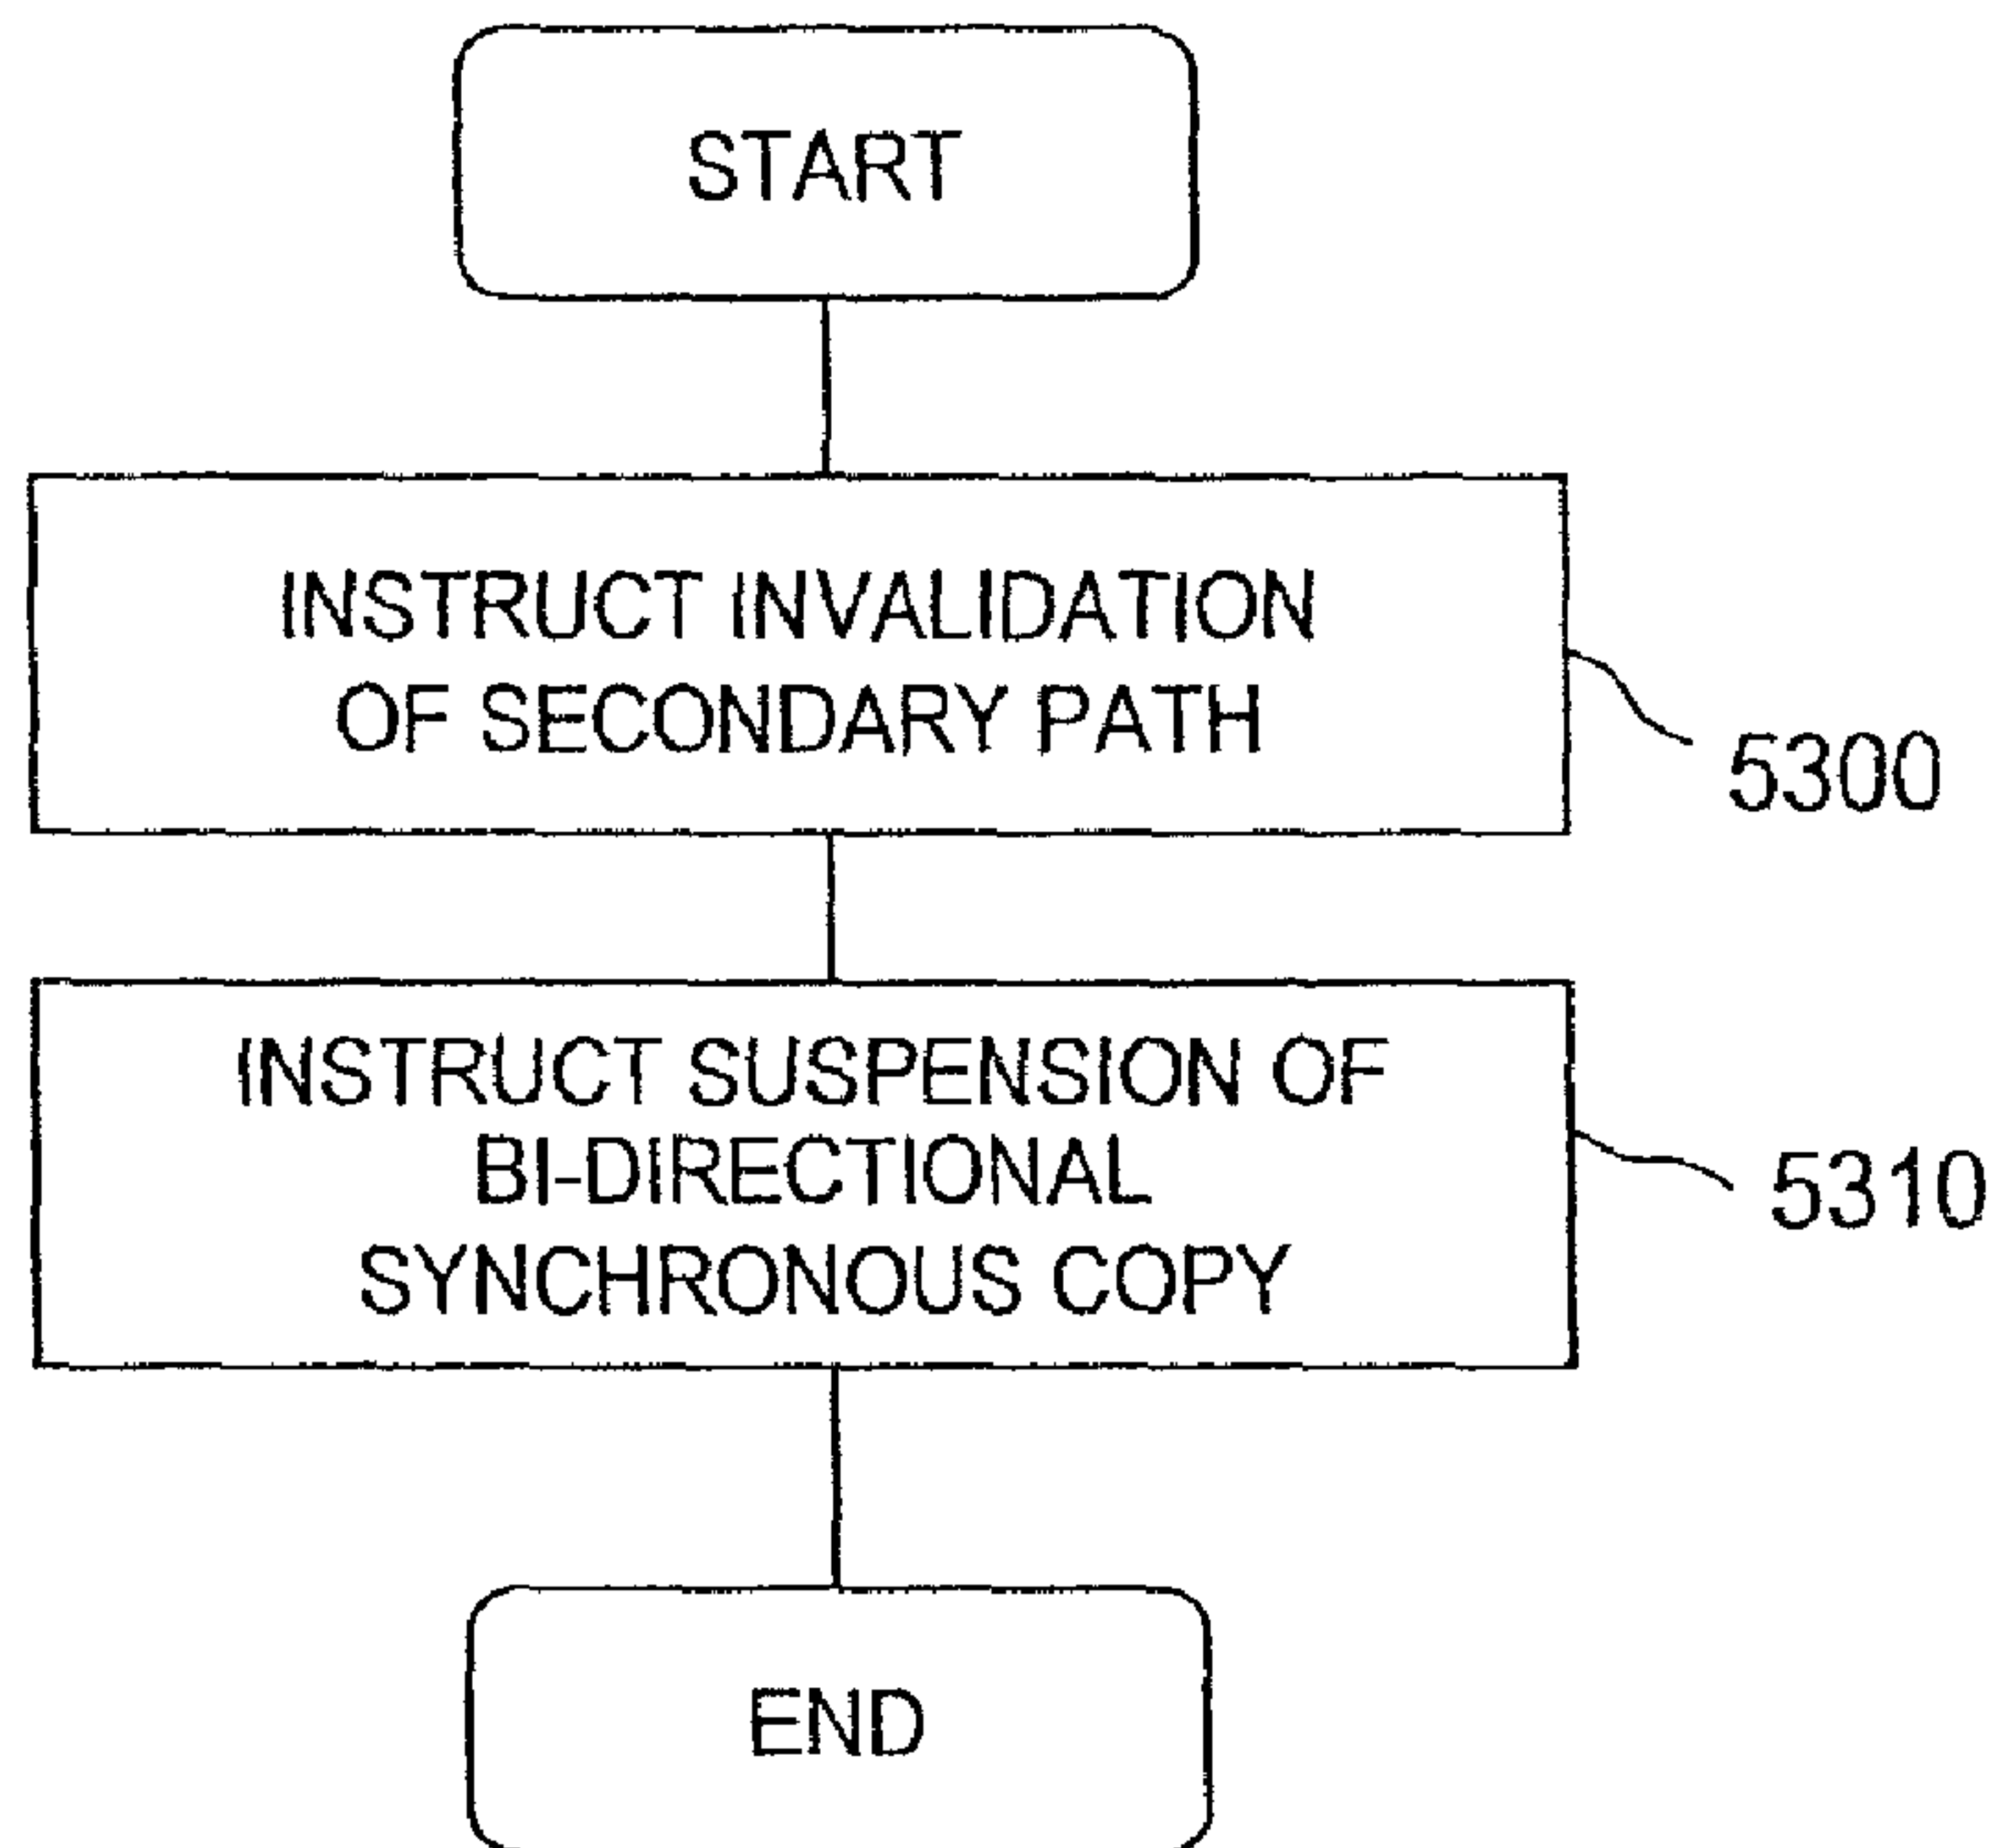 START
INSTRUCT INVALIDATION
OF SECONDARY PATH
5300
INSTRUCT SUSPENSION OF
BI-DIRECTIONAL
SYNCHRONOUS COPY
5310
END